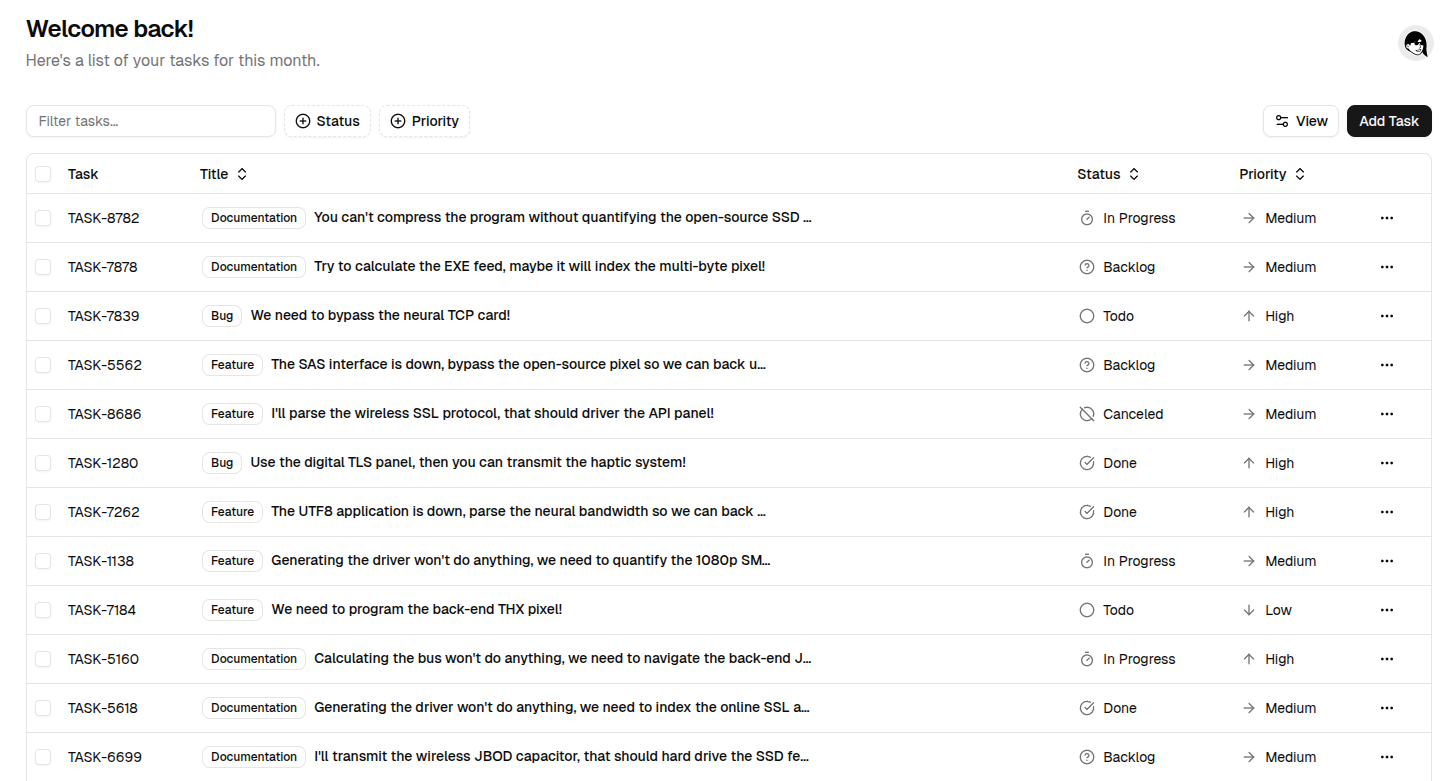 Welcome back!
Here's a list of your tasks for this month.
Filter tasks... Status Priority View Add Task
Task Title Status Priority
TASK-8782 Documentation You can't compress the program without quantifying the open-source SSD ... In Progress Medium
TASK-7878 Documentation Try to calculate the EXE feed, maybe it will index the multi-byte pixel! Backlog Medium
TASK-7839 Bug We need to bypass the neural TCP card! Todo High
TASK-5562 Feature The SAS interface is down, bypass the open-source pixel so we can back u... Backlog Medium
TASK-8686 Feature I'll parse the wireless SSL protocol, that should driver the API panel! Canceled Medium
TASK-1280 Bug Use the digital TLS panel, then you can transmit the haptic system! Done High
TASK-7262 Feature The UTF8 application is down, parse the neural bandwidth so we can back ... Done High
TASK-1138 Feature Generating the driver won't do anything, we need to quantify the 1080p SM... In Progress Medium
TASK-7184 Feature We need to program the back-end THX pixel! Todo Low
TASK-5160 Documentation Calculating the bus won't do anything, we need to navigate the back-end J... In Progress High
TASK-5618 Documentation Generating the driver won't do anything, we need to index the online SSL a... Done Medium
TASK-6699 Documentation I'll transmit the wireless JBOD capacitor, that should hard drive the SSD fe... Backlog Medium